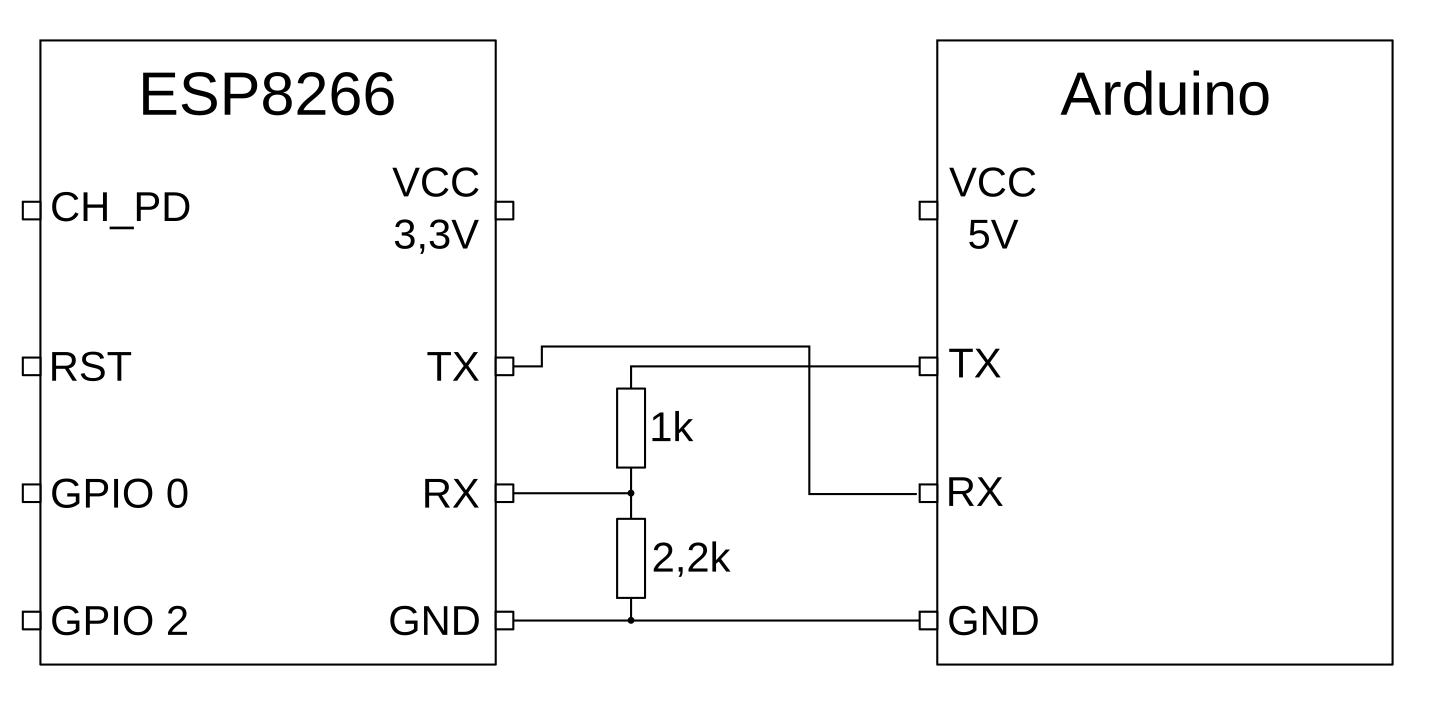 ESP8266
CH_PD
RST
GPIO 0
GPIO 2
VCC
3,3V
TX
RX
GND
1k
2,2k
Arduino
VCC
5V
TX
RX
GND